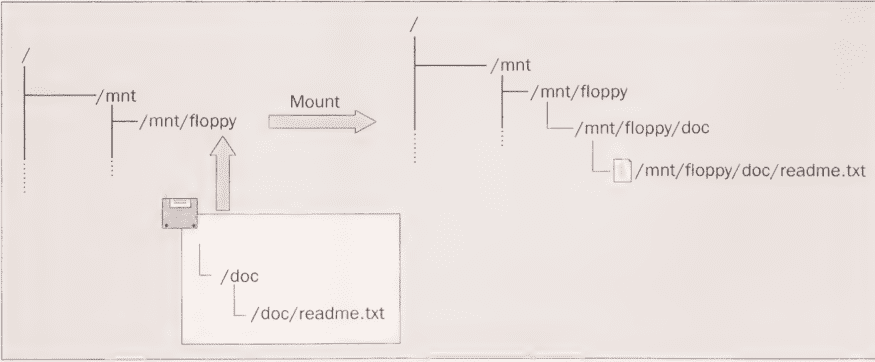 /
/mnt
/mnt/floppy
Mount
/doc
/doc/readme.txt
/
/mnt
/mnt/floppy
/mnt/floppy/doc
/mnt/floppy/doc/readme.txt